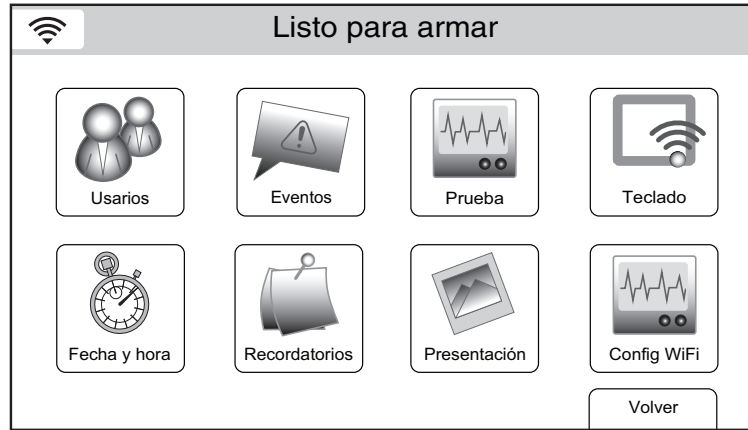 Listo para armar
Usarios
Eventos
Prueba
Teclado
Fecha y hora
Recordatorios
Presentación
Config WiFi
Volver